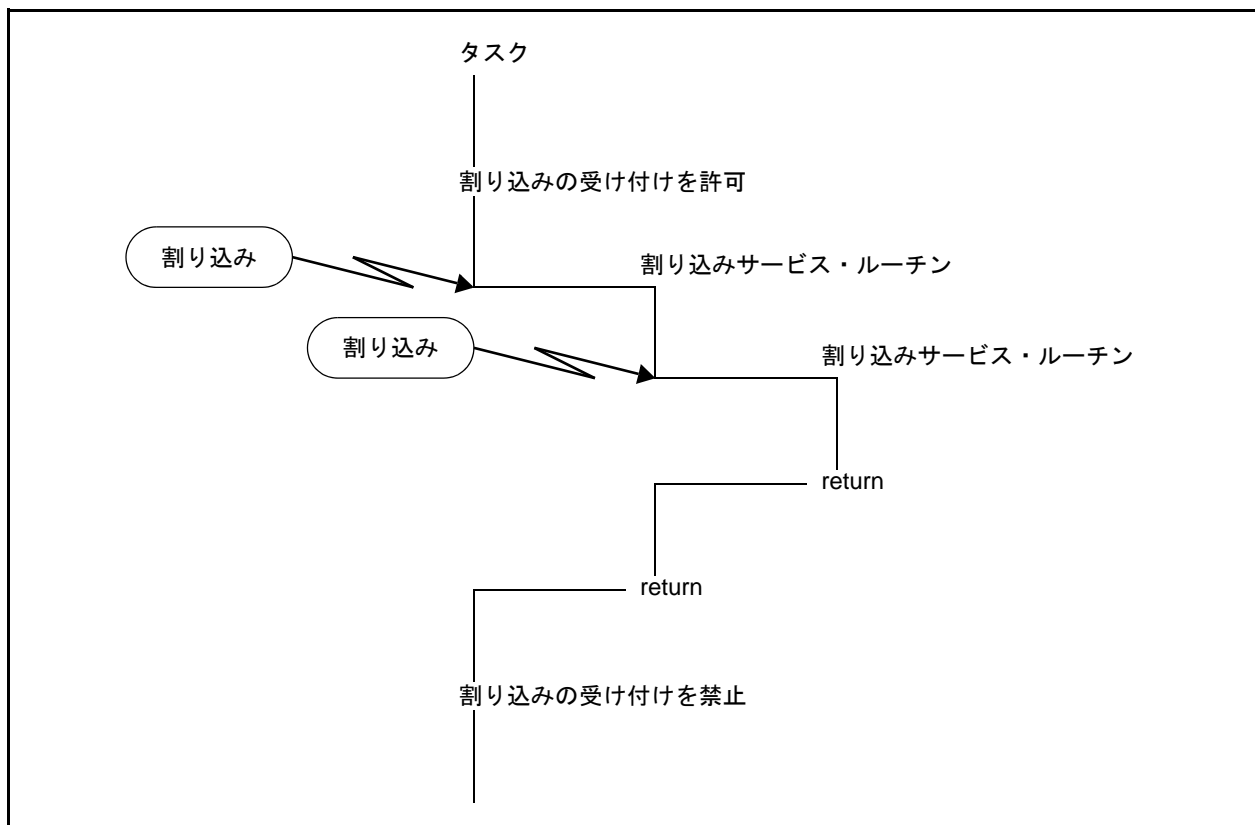 タスク
割り込みの受け付けを許可
割り込み
割り込みサービス・ルーチン
割り込み
割り込みサービス・ルーチン
return
return
割り込みの受け付けを禁止